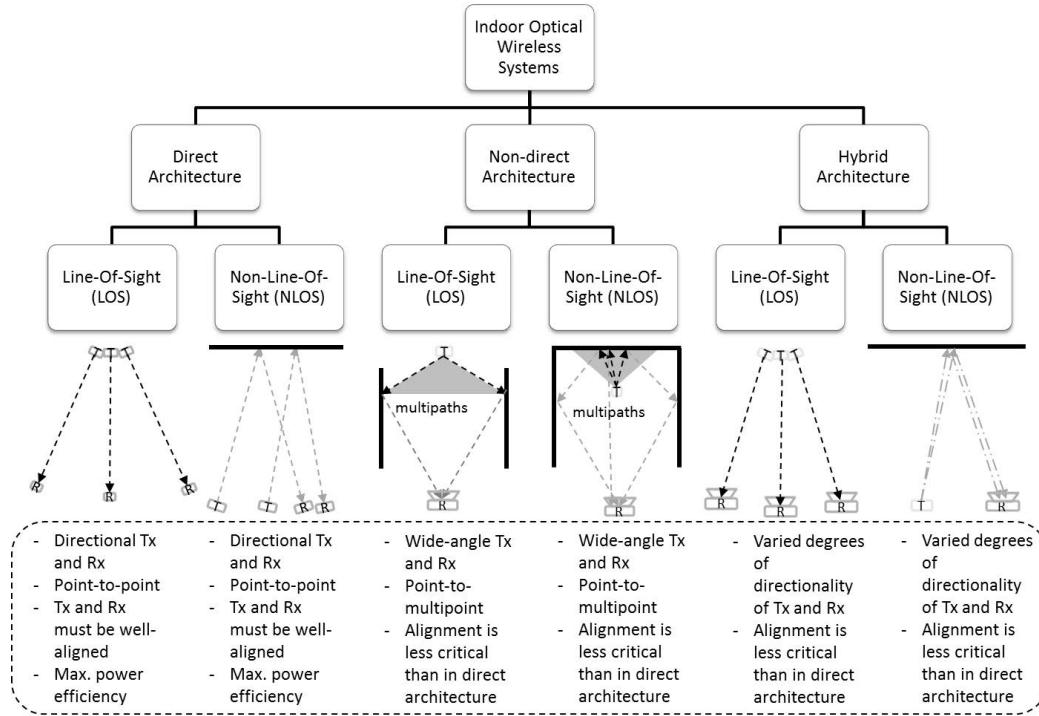 Indoor Optical
Wireless
Systems
Direct
Architecture
Non-direct
Architecture
Hybrid
Architecture
Line-Of-Sight
(LOS)
Non-Line-Of-
Sight (NLOS)
Line-Of-Sight
(LOS)
Non-Line-Of-
Sight (NLOS)
Line-Of-Sight
(LOS)
Non-Line-Of-
Sight (NLOS)
T T T
R
R
R
T
T
R
R
T
multipaths
R
T
multipaths
R
T T T
R
R
R
T
R
- Directional Tx
and Rx
- Point-to-point
- Tx and Rx
must be well-
aligned
- Max. power
efficiency
- Directional Tx
and Rx
- Point-to-point
- Tx and Rx
must be well-
aligned
- Max. power
efficiency
- Wide-angle Tx
and Rx
- Point-to-
multipoint
- Alignment is
less critical
than in direct
architecture
- Wide-angle Tx
and Rx
- Point-to-
multipoint
- Alignment is
less critical
than in direct
architecture
- Varied degrees
of
directionality
of Tx and Rx
- Alignment is
less critical
than in direct
architecture
- Varied degrees
of
directionality
of Tx and Rx
- Alignment is
less critical
than in direct
architecture